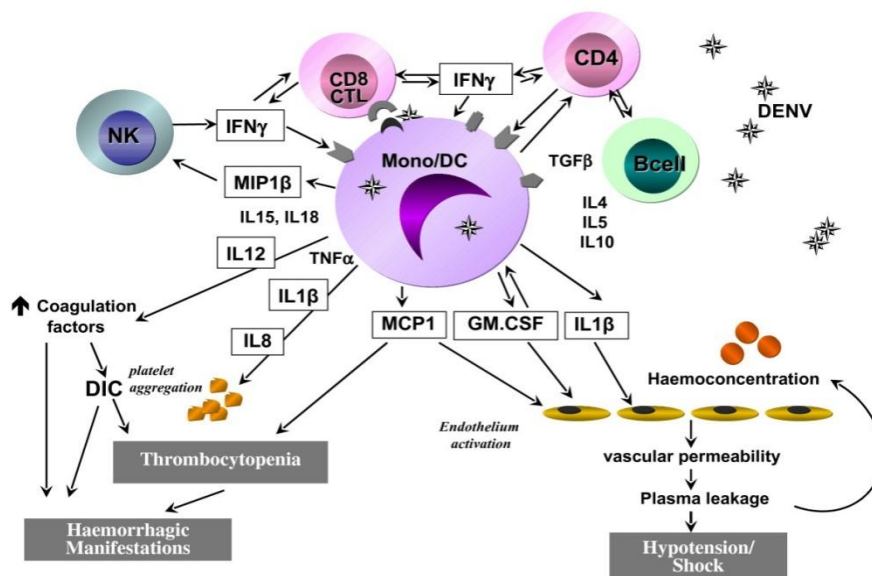 CD8
CTL
IFNγ
CD4
DENV
NK
IFNγ
Mono/DC
TGFβ
Bcell
MIP1β
IL15, IL18
IL4
IL5
IL10
IL12
TNFα
IL1β
Coagulation
factors
IL8
MCP1
GM.CSF
IL1β
DIC
platelet
aggregation
Haemoconcentration
Endothelium
activation
Thrombocytopenia
vascular permeability
Plasma leakage
Haemorrhagic
Manifestations
Hypotension/
Shock